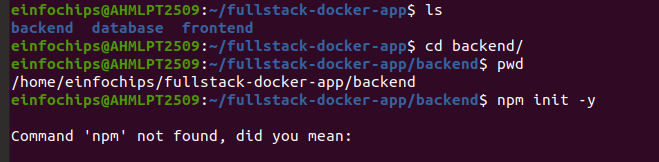 einfochips@AHMLPT2509:~/fullstack-docker-app$ ls
backend  database  frontend
einfochips@AHMLPT2509:~/fullstack-docker-app$ cd backend/
einfochips@AHMLPT2509:~/fullstack-docker-app/backend$ pwd
/home/einfochips/fullstack-docker-app/backend
einfochips@AHMLPT2509:~/fullstack-docker-app/backend$ npm init -y
Command 'npm' not found, did you mean: